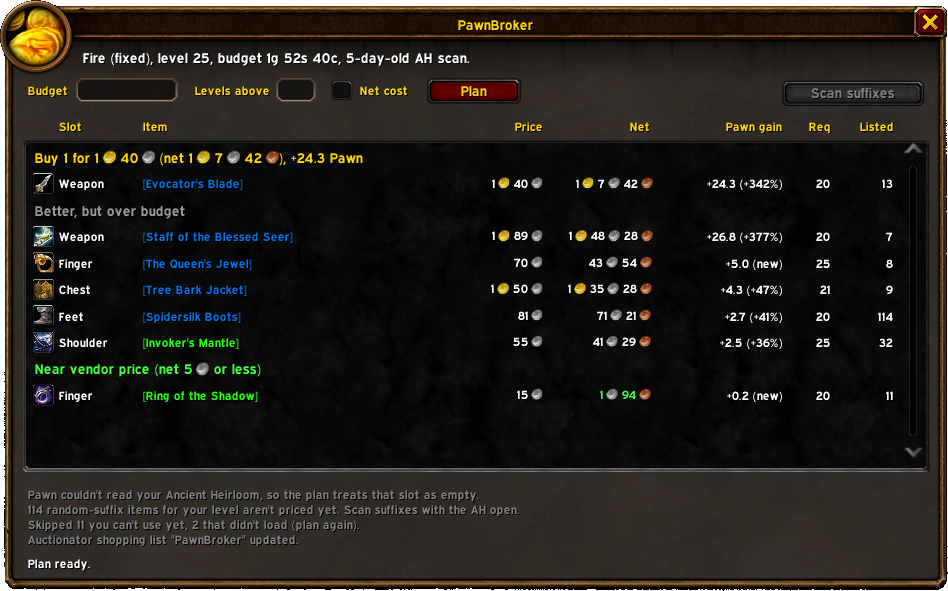 PawnBroker
Fire (fixed), level 25, budget 1g 52s 40c, 5-day-old AH scan.
Budget Levels above Net cost Plan Scan suffixes
Slot Item Price Net Pawn gain Req Listed
Buy 1 for 1 40 (net 1 7 42), +24.3 Pawn
Weapon [Evocator's Blade] 1 40 1 7 42 +24.3 (+342%) 20 13
Better, but over budget
Weapon [Staff of the Blessed Seer] 1 89 1 48 28 +26.8 (+377%) 20 7
Finger [The Queen's Jewel] 70 43 54 +5.0 (new) 25 8
Chest [Tree Bark Jacket] 1 50 1 35 28 +4.3 (+47%) 21 9
Feet [Spidersilk Boots] 81 71 21 +2.7 (+41%) 20 114
Shoulder [Invoker's Mantle] 55 41 29 +2.5 (+36%) 25 32
Near vendor price (net 5 or less)
Finger [Ring of the Shadow] 15 1 94 +0.2 (new) 20 11
Pawn couldn't read your Ancient Heirloom, so the plan treats that slot as empty.
114 random-suffix items for your level aren't priced yet. Scan suffixes with the AH open.
Skipped 11 you can't use yet, 2 that didn't load (plan again).
Auctionator shopping list "PawnBroker" updated.
Plan ready.